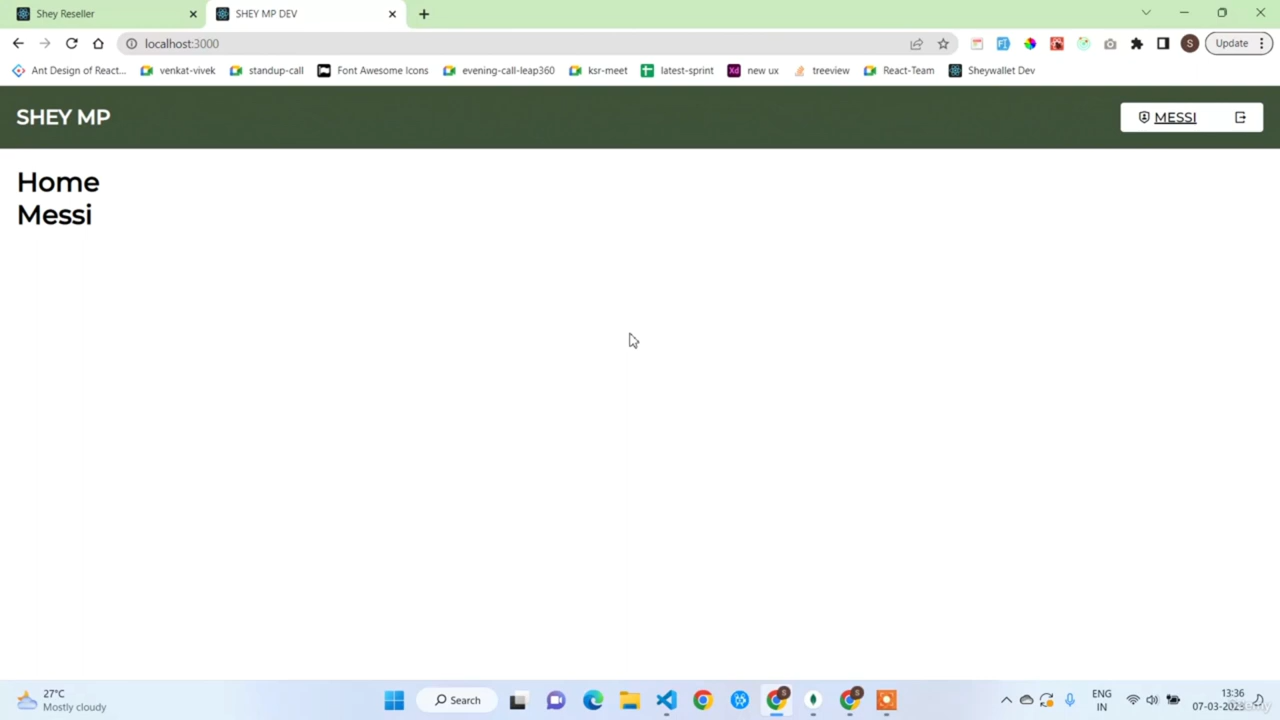 Shey Reseller
SHEY MP DEV
localhost:3000
Update
Ant Design of React...
venkat-vivek
standup-call
Font Awesome Icons
evening-call-leap360
ksr-meet
latest-sprint
new ux
treeview
React-Team
Sheywallet Dev
SHEY MP
MESSI
Home
Messi
27°C
Mostly cloudy
Search
ENG
IN
13:36
07-03-2023